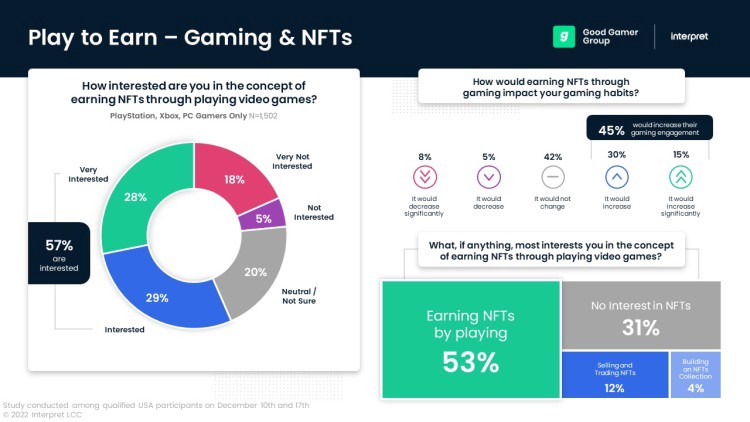 Play to Earn – Gaming & NFTs
g
Good Gamer
Group
interpret
How interested are you in the concept of
earning NFTs through playing video games?
PlayStation, Xbox, PC Gamers Only N=1,502
Very
Interested
28%
Very Not
Interested
18%
Not
Interested
5%
57%
are
interested
20%
Neutral /
Not Sure
29%
Interested
How would earning NFTs through
gaming impact your gaming habits?
45% would increase their
gaming engagement
8%
It would
decrease
significantly
5%
It would
decrease
42%
It would not
change
30%
It would
increase
15%
It would
increase
significantly
What, if anything, most interests you in the concept
of earning NFTs through playing video games?
Earning NFTs
by playing
53%
No Interest in NFTs
31%
Selling and
Trading NFTs
12%
Building
an NFTs
Collection
4%
Study conducted among qualified USA participants on December 10th and 17th
© 2022 Interpret LCC